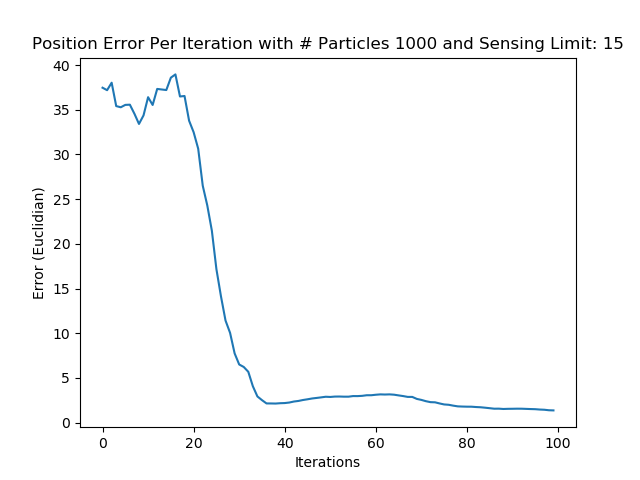 Position Error Per Iteration with # Particles 1000 and Sensing Limit: 15
40
35
30
25
20
15
10
5
0
Error (Euclidian)
0 20 40 60 80 100
Iterations